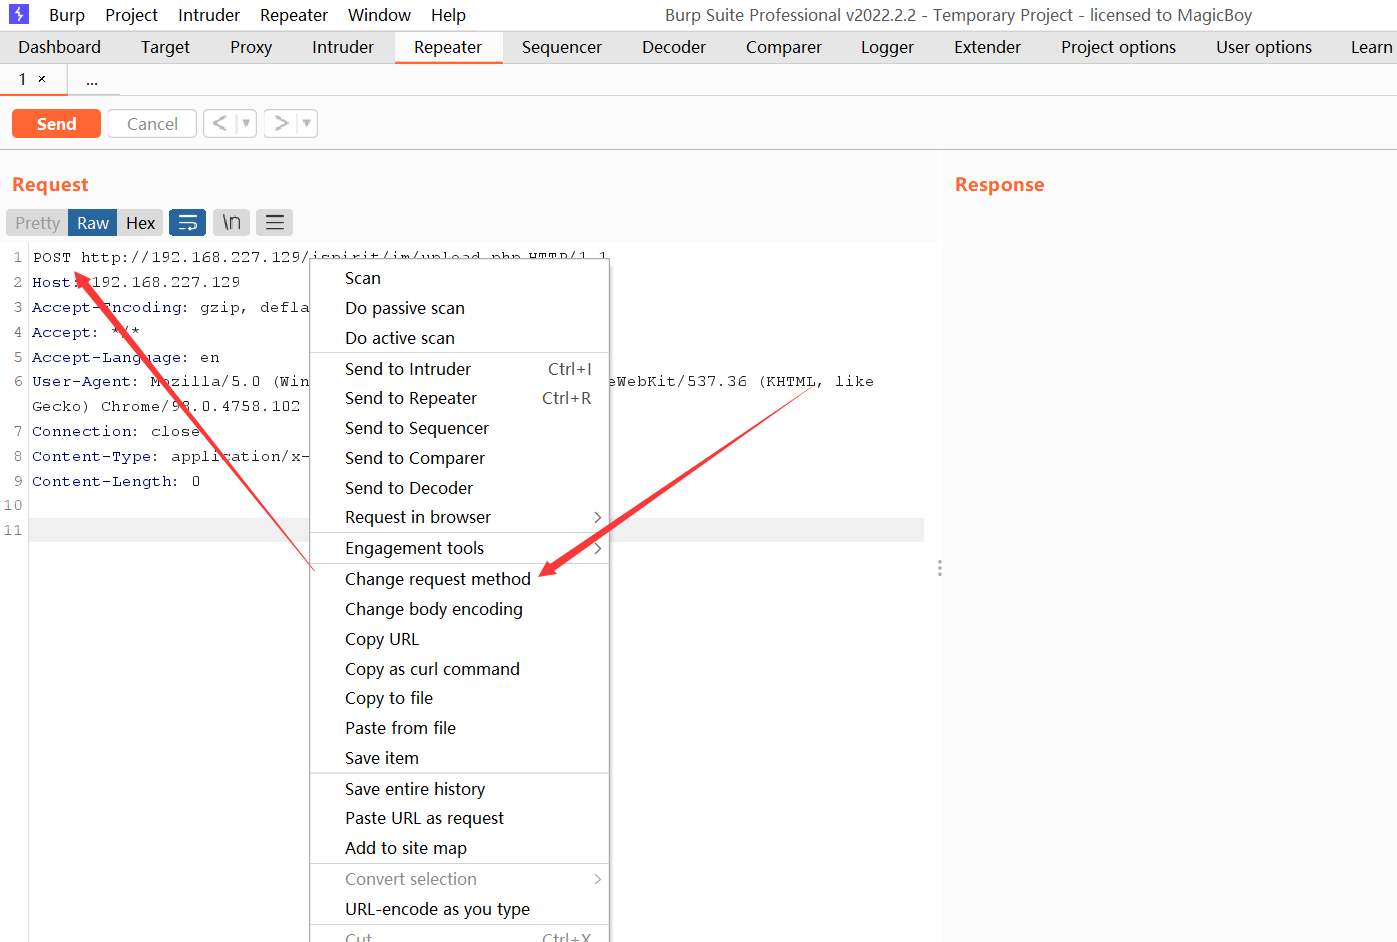 Burp Project Intruder Repeater Window Help Burp Suite Professional v2022.2.2 - Temporary Project - licensed to MagicBoy
Dashboard Target Proxy Intruder Repeater Sequencer Decoder Comparer Logger Extender Project options User options Learn
1 × ...
Send Cancel < >
Request Response
Pretty Raw Hex \n
1 POST http://192.168.227.129/ispirit/im/upload.php HTTP/1.1
2 Host: 192.168.227.129
3 Accept-Encoding: gzip, defla
4 Accept: */*
5 Accept-Language: en
6 User-Agent: Mozilla/5.0 (Win eWebKit/537.36 (KHTML, like
Gecko) Chrome/98.0.4758.102
7 Connection: close
8 Content-Type: application/x-
9 Content-Length: 0
10
11
Scan
Do passive scan
Do active scan
Send to Intruder Ctrl+I
Send to Repeater Ctrl+R
Send to Sequencer
Send to Comparer
Send to Decoder
Request in browser
Engagement tools
Change request method
Change body encoding
Copy URL
Copy as curl command
Copy to file
Paste from file
Save item
Save entire history
Paste URL as request
Add to site map
Convert selection
URL-encode as you type
Cut Ctrl+X